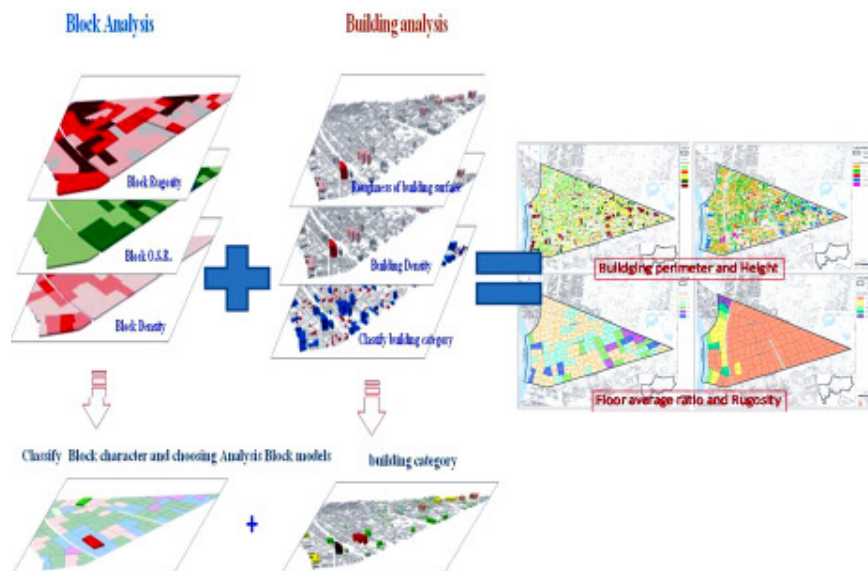 Block Analysis
Building analysis
Block Rugosity
Block O.S.R.
Block Density
Roughness of building surface
Building Density
Classify building category
Buildging perimeter and Height
Floor average ratio and Rugosity
Classify Block character and choosing Analysis Block models
building category